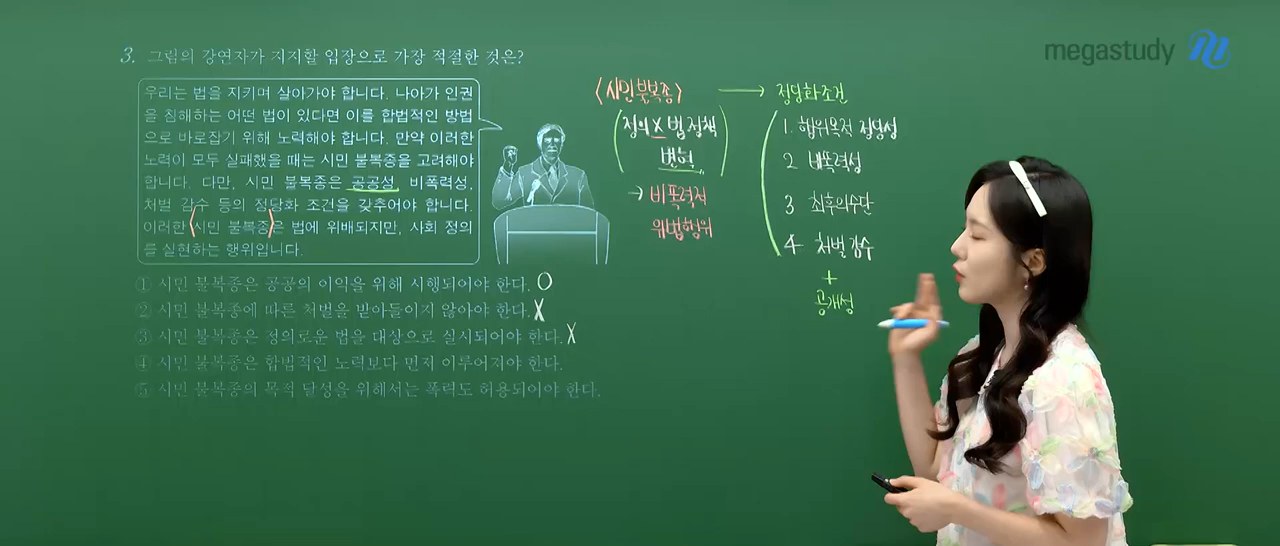 megastudy
3. 그림의 강연자가 지지할 입장으로 가장 적절한 것은?
우리는 법을 지키며 살아가야 합니다. 나아가 인권
을 침해하는 어떤 법이 있다면 이를 합법적인 방법
으로 바로잡기 위해 노력해야 합니다. 만약 이러한
노력이 모두 실패했을 때는 시민 불복종을 고려해야
합니다. 다만, 시민 불복종은 공공성, 비폭력성,
처벌 감수 등의 정당화 조건을 갖추어야 합니다.
이러한 시민 불복종은 법에 위배되지만, 사회 정의
를 실현하는 행위입니다.
① 시민 불복종은 공공의 이익을 위해 시행되어야 한다. O
② 시민 불복종에 따른 처벌을 받아들이지 않아야 한다. X
③ 시민 불복종은 정의로운 법을 대상으로 실시되어야 한다. X
④ 시민 불복종은 합법적인 노력보다 먼저 이루어져야 한다.
⑤ 시민 불복종의 목적 달성을 위해서는 폭력도 허용되어야 한다.
<시민불복종> → 정당화조건
(정의 X 법 정책
변혁)
→ 비폭력적
위법행위
1. 행위목적 정당성
2 비폭력성
3 최후의수단
4 처벌감수
+
공개성